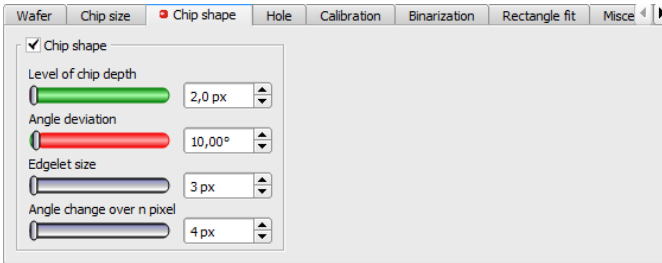 Wafer Chip size Chip shape Hole Calibration Binarization Rectangle fit Misce
Chip shape
Level of chip depth
2,0 px
Angle deviation
10,00°
Edgelet size
3 px
Angle change over n pixel
4 px